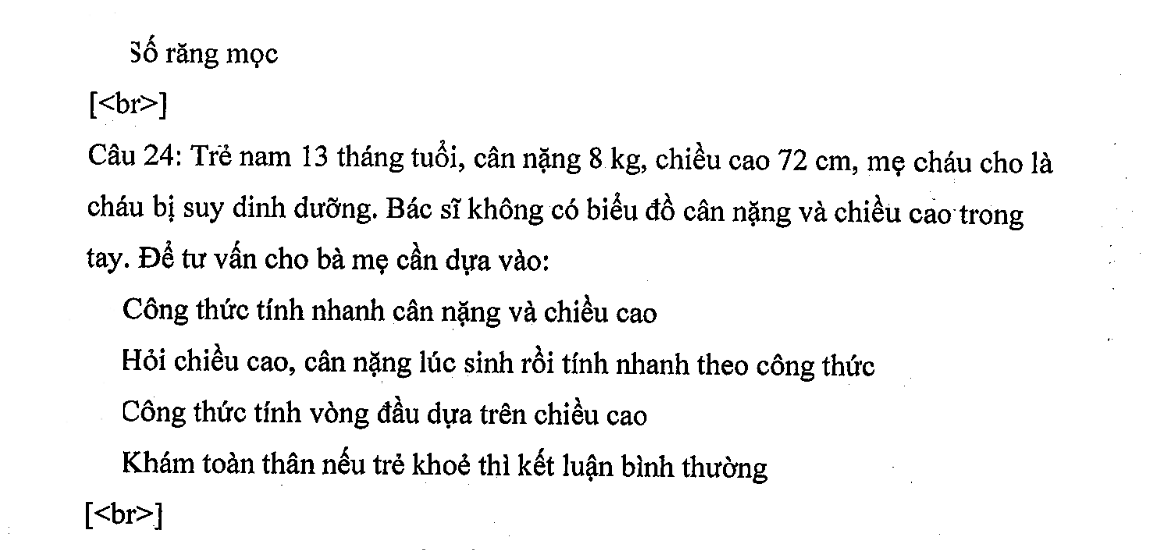 Số răng mọc
[<br>]
Câu 24: Trẻ nam 13 tháng tuổi, cân nặng 8 kg, chiều cao 72 cm, mẹ cháu cho là
cháu bị suy dinh dưỡng. Bác sĩ không có biểu đồ cân nặng và chiều cao trong
tay. Để tư vấn cho bà mẹ cần dựa vào:
Công thức tính nhanh cân nặng và chiều cao
Hỏi chiều cao, cân nặng lúc sinh rồi tính nhanh theo công thức
Công thức tính vòng đầu dựa trên chiều cao
Khám toàn thân nếu trẻ khoẻ thì kết luận bình thường
[<br>]